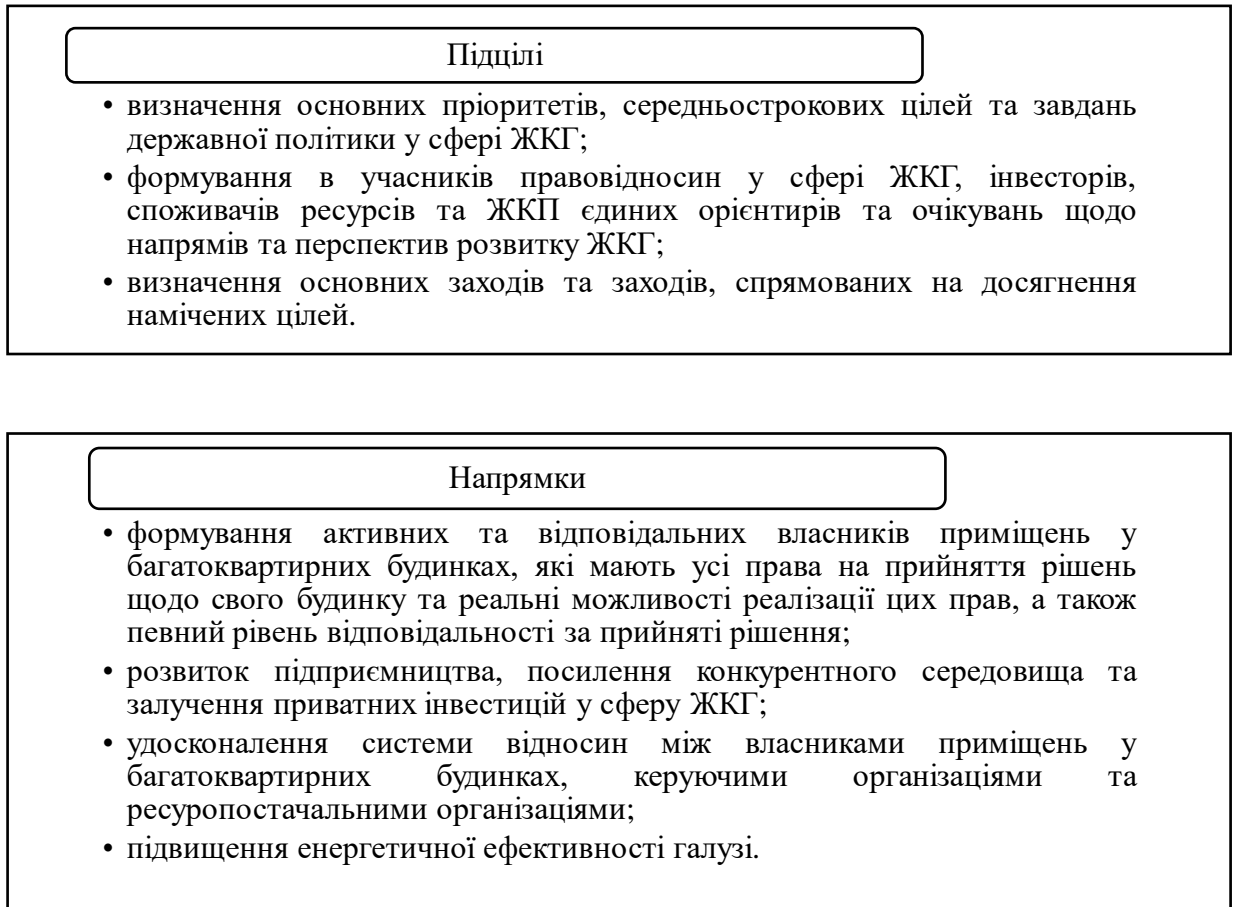 Підцілі
• визначення основних пріоритетів, середньострокових цілей та завдань
державної політики у сфері ЖКГ;
• формування в учасників правовідносин у сфері ЖКГ, інвесторів,
споживачів ресурсів та ЖКП єдиних орієнтирів та очікувань щодо
напрямів та перспектив розвитку ЖКГ;
• визначення основних заходів та заходів, спрямованих на досягнення
намічених цілей.
Напрямки
• формування активних та відповідальних власників приміщень у
багатоквартирних будинках, які мають усі права на прийняття рішень
щодо свого будинку та реальні можливості реалізації цих прав, а також
певний рівень відповідальності за прийняті рішення;
• розвиток підприємництва, посилення конкурентного середовища та
залучення приватних інвестицій у сферу ЖКГ;
• удосконалення системи відносин між власниками приміщень у
багатоквартирних будинках, керуючими організаціями та
ресуропостачальними організаціями;
• підвищення енергетичної ефективності галузі.